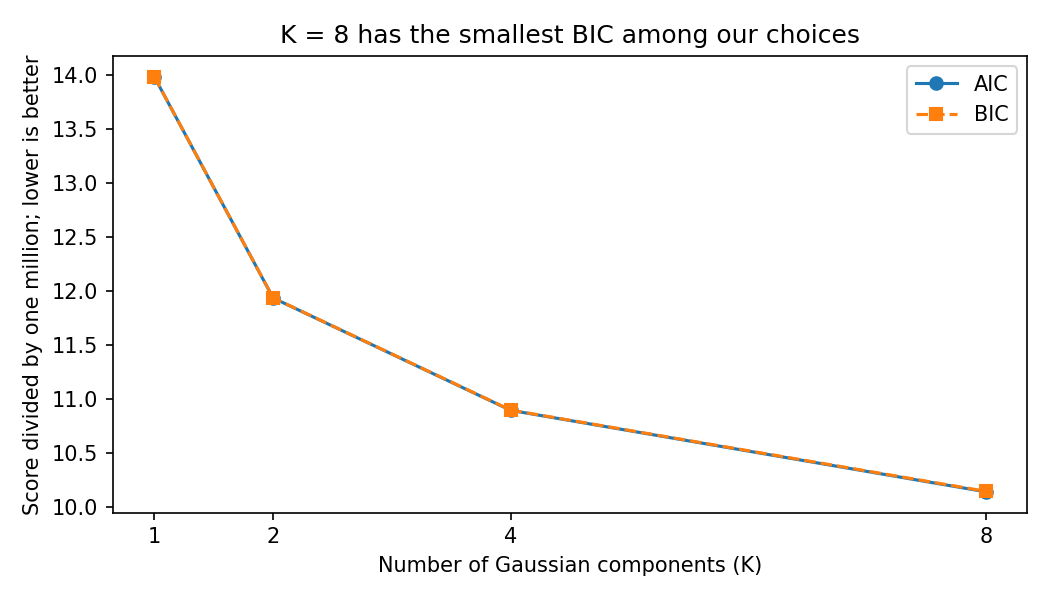 K = 8 has the smallest BIC among our choices
AIC
BIC
Score divided by one million; lower is better
14.0
13.5
13.0
12.5
12.0
11.5
11.0
10.5
10.0
1 2 4 8
Number of Gaussian components (K)